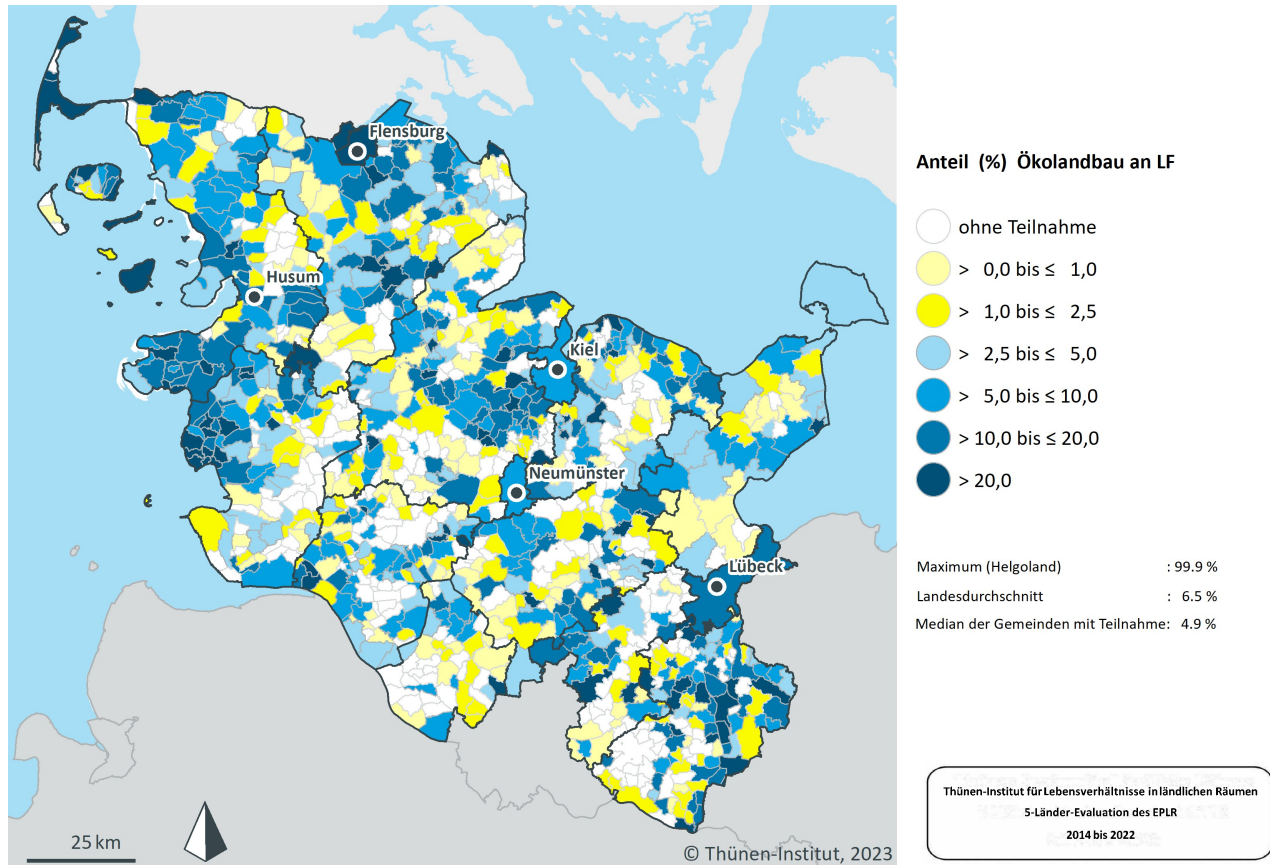 Flensburg
Husum
Kiel
Neumünster
Lübeck
25 km
© Thünen-Institut, 2023
Anteil (%) Ökolandbau an LF
ohne Teilnahme
> 0,0 bis ≤ 1,0
> 1,0 bis ≤ 2,5
> 2,5 bis ≤ 5,0
> 5,0 bis ≤ 10,0
> 10,0 bis ≤ 20,0
> 20,0
Maximum (Helgoland) : 99.9 %
Landesdurchschnitt : 6.5 %
Median der Gemeinden mit Teilnahme: 4.9 %
Thünen-Institut für Lebensverhältnisse in ländlichen Räumen
5-Länder-Evaluation des EPLR
2014 bis 2022